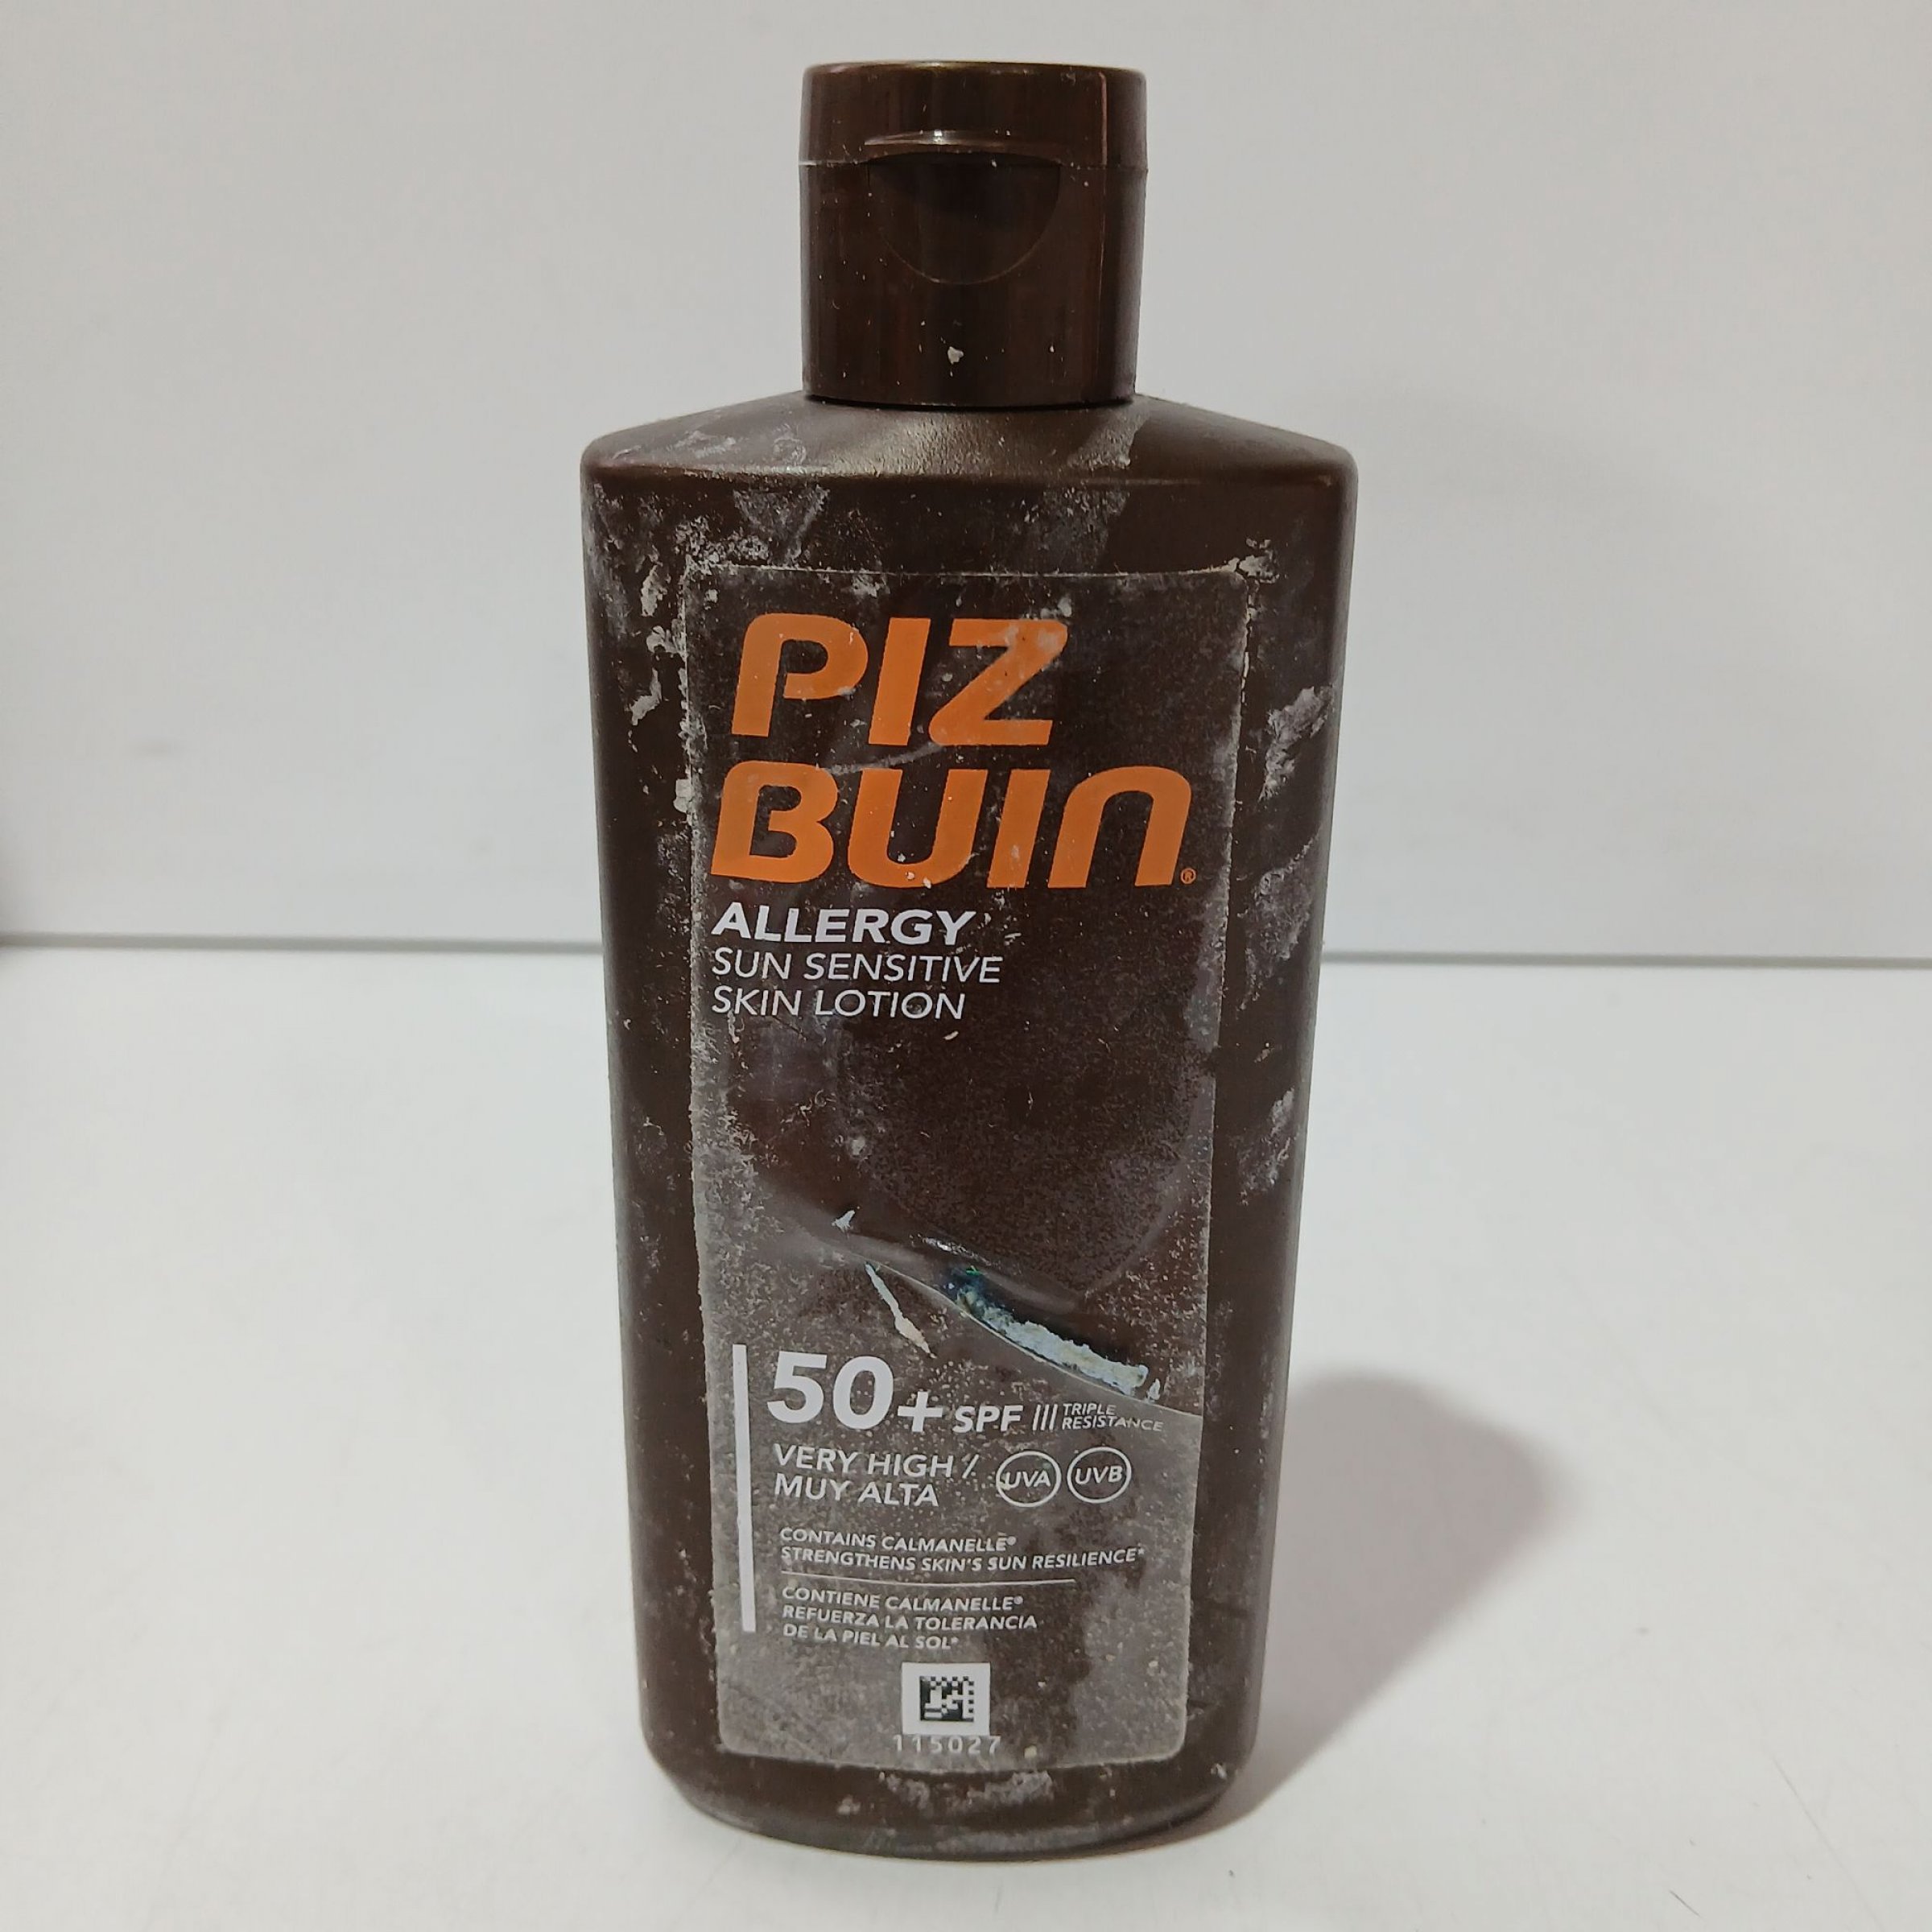 PIZ
BUIN®
ALLERGY
SUN SENSITIVE
SKIN LOTION
50+ SPF TRIPLE
RESISTANCE
VERY HIGH /
MUY ALTA
UVA UVB
CONTAINS CALMANELLE®
STRENGTHENS SKIN'S SUN RESILIENCE*
CONTIENE CALMANELLE®
REFUERZA LA TOLERANCIA
DE LA PIEL AL SOL*
115027